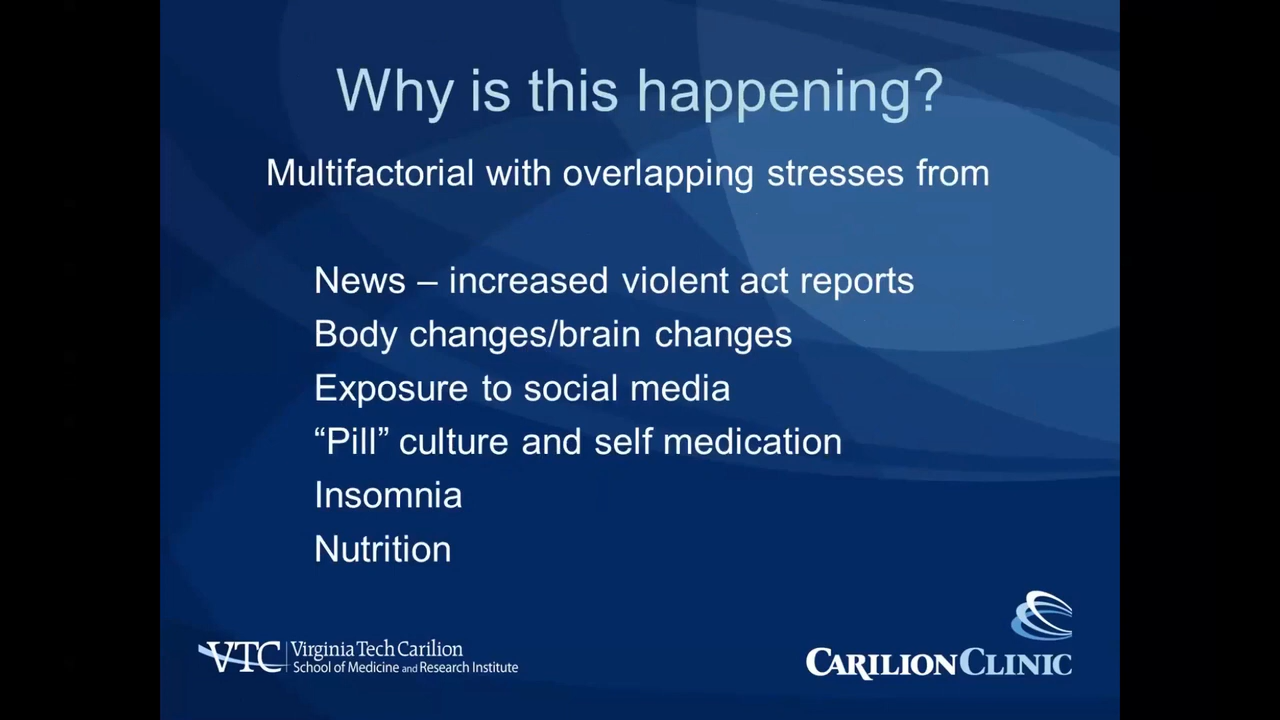 Why is this happening?
Multifactorial with overlapping stresses from
News – increased violent act reports
Body changes/brain changes
Exposure to social media
“Pill” culture and self medication
Insomnia
Nutrition
VTC Virginia Tech Carilion
School of Medicine and Research Institute
CARILION CLINIC